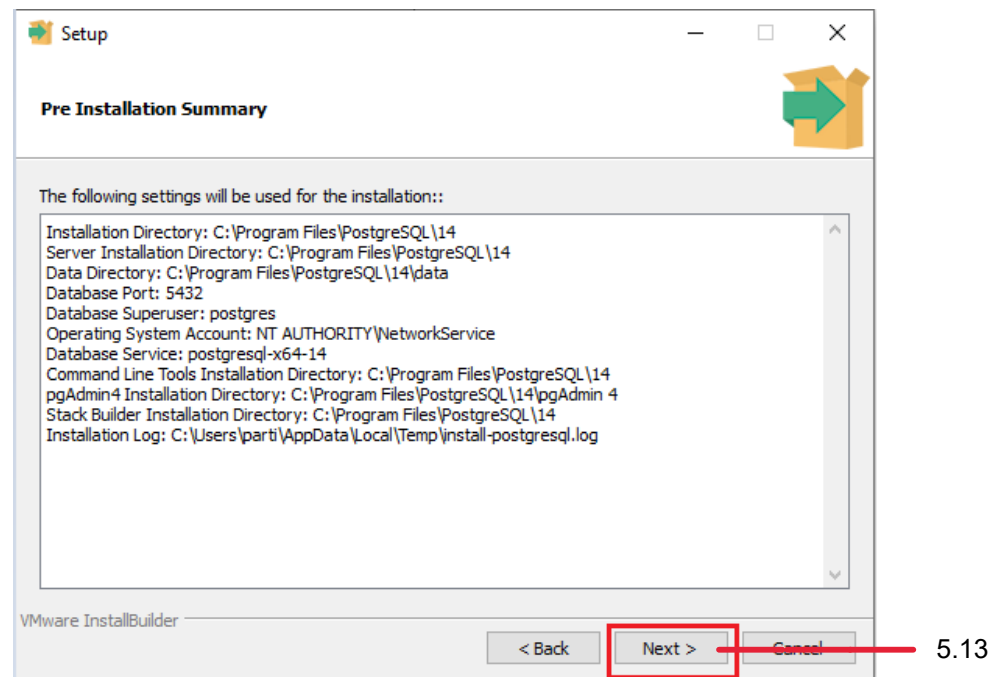 Setup
Pre Installation Summary
The following settings will be used for the installation::
Installation Directory: C:\Program Files\PostgreSQL\14
Server Installation Directory: C:\Program Files\PostgreSQL\14
Data Directory: C:\Program Files\PostgreSQL\14\data
Database Port: 5432
Database Superuser: postgres
Operating System Account: NT AUTHORITY\NetworkService
Database Service: postgresql-x64-14
Command Line Tools Installation Directory: C:\Program Files\PostgreSQL\14
pgAdmin4 Installation Directory: C:\Program Files\PostgreSQL\14\pgAdmin 4
Stack Builder Installation Directory: C:\Program Files\PostgreSQL\14
Installation Log: C:\Users\parti\AppData\Local\Temp\install-postgresql.log
VMware InstallBuilder
< Back Next > Cancel 5.13